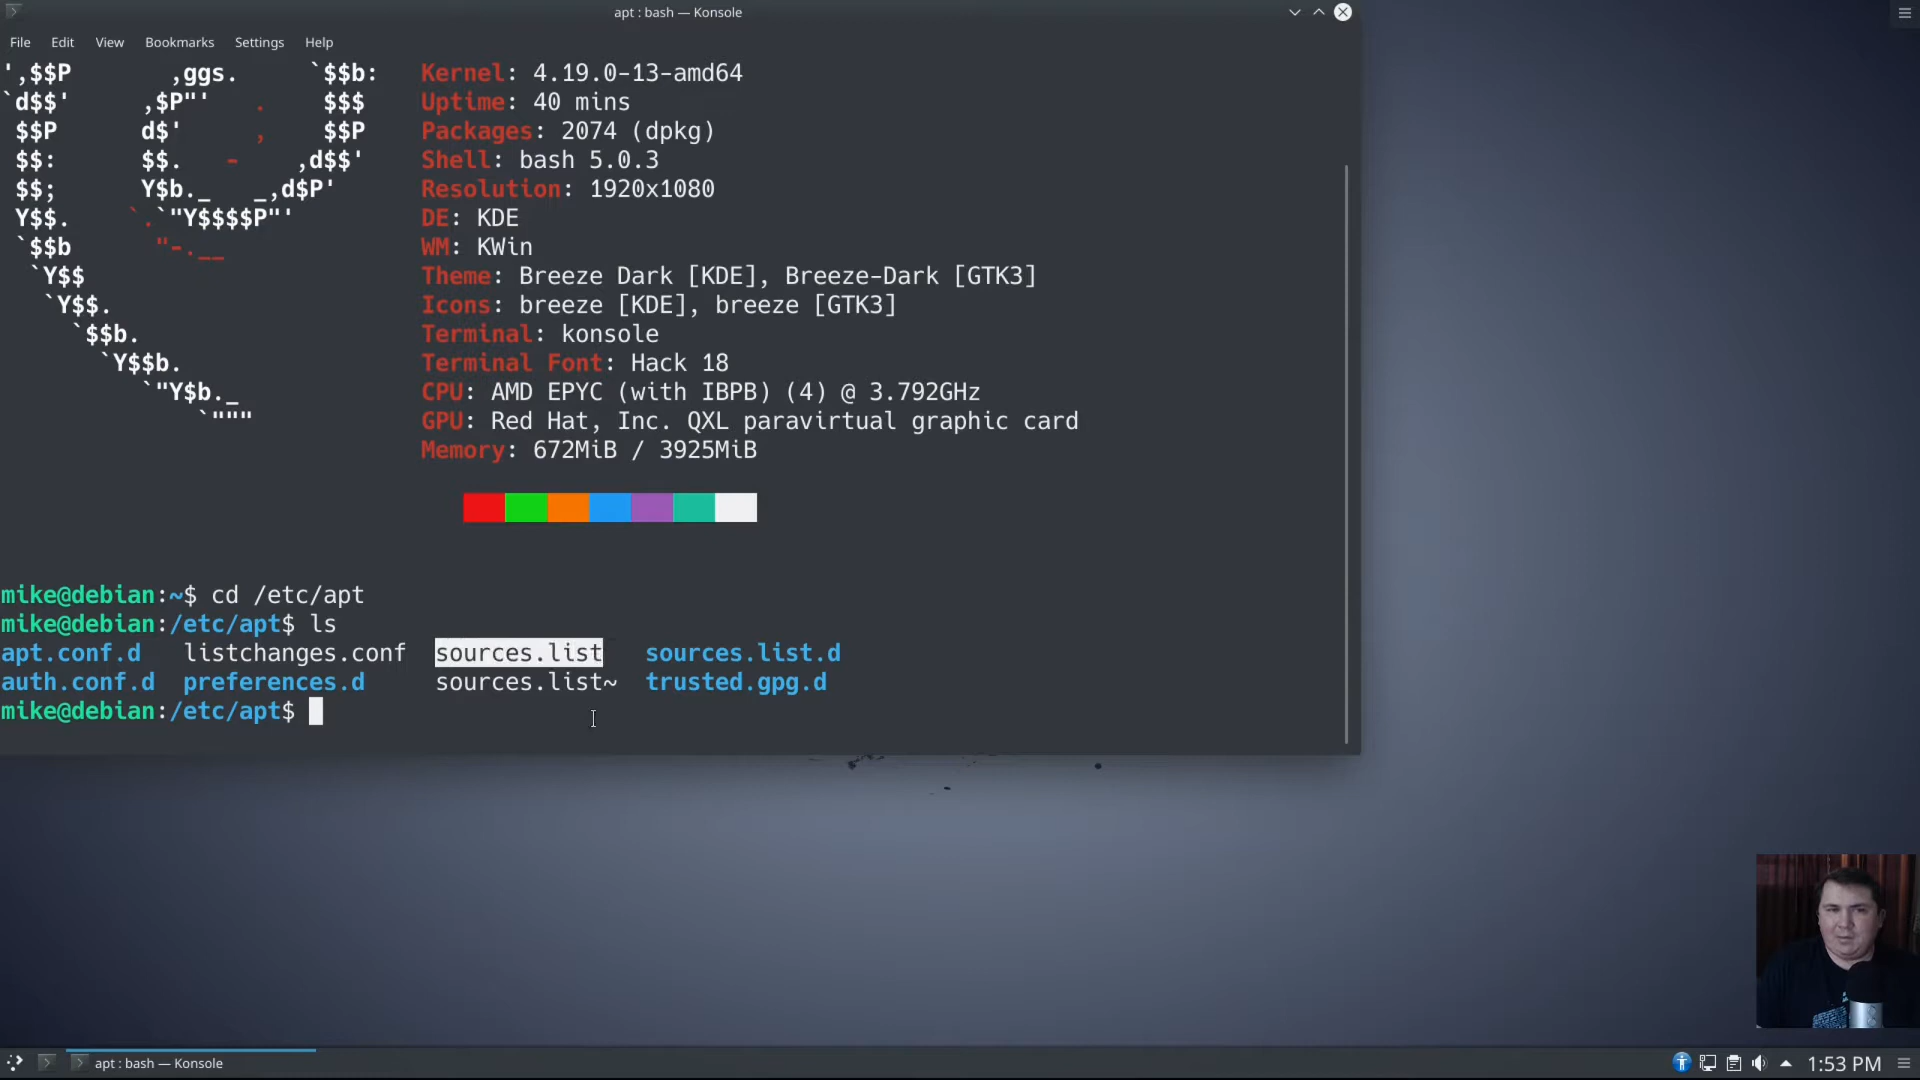 apt : bash — Konsole
File Edit View Bookmarks Settings Help
',$$P ,ggs. `$$b: Kernel: 4.19.0-13-amd64
`d$$' ,$P"' . $$$ Uptime: 40 mins
$$P d$' , $$P Packages: 2074 (dpkg)
$$: $$. - ,d$$' Shell: bash 5.0.3
$$; Y$b._ _,d$P' Resolution: 1920x1080
Y$$. `.`"Y$$$$P"' DE: KDE
`$$b "-.__ WM: KWin
`Y$$ Theme: Breeze Dark [KDE], Breeze-Dark [GTK3]
`Y$$. Icons: breeze [KDE], breeze [GTK3]
`$$b. Terminal: konsole
`Y$$b. Terminal Font: Hack 18
`"Y$b._ CPU: AMD EPYC (with IBPB) (4) @ 3.792GHz
`""" GPU: Red Hat, Inc. QXL paravirtual graphic card
Memory: 672MiB / 3925MiB
mike@debian:~$ cd /etc/apt
mike@debian:/etc/apt$ ls
apt.conf.d listchanges.conf sources.list sources.list.d
auth.conf.d preferences.d sources.list~ trusted.gpg.d
mike@debian:/etc/apt$
apt : bash — Konsole
1:53 PM